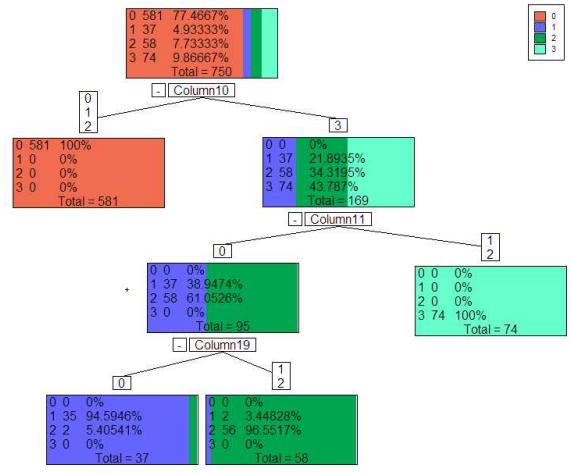 0 581 77.4667%
1 37 4.93333%
2 58 7.73333%
3 74 9.86667%
Total = 750
0
1
2
3
- Column10
0
1
2
3
0 581 100%
1 0 0%
2 0 0%
3 0 0%
Total = 581
0 0 0%
1 37 21.8935%
2 58 34.3195%
3 74 43.787%
Total = 169
- Column11
0
1
2
0 0 0%
1 37 38.9474%
2 58 61.0526%
3 0 0%
Total = 95
0 0 0%
1 0 0%
2 0 0%
3 74 100%
Total = 74
- Column19
0
1
2
0 0 0%
1 35 94.5946%
2 2 5.40541%
3 0 0%
Total = 37
0 0 0%
1 2 3.44828%
2 56 96.5517%
3 0 0%
Total = 58